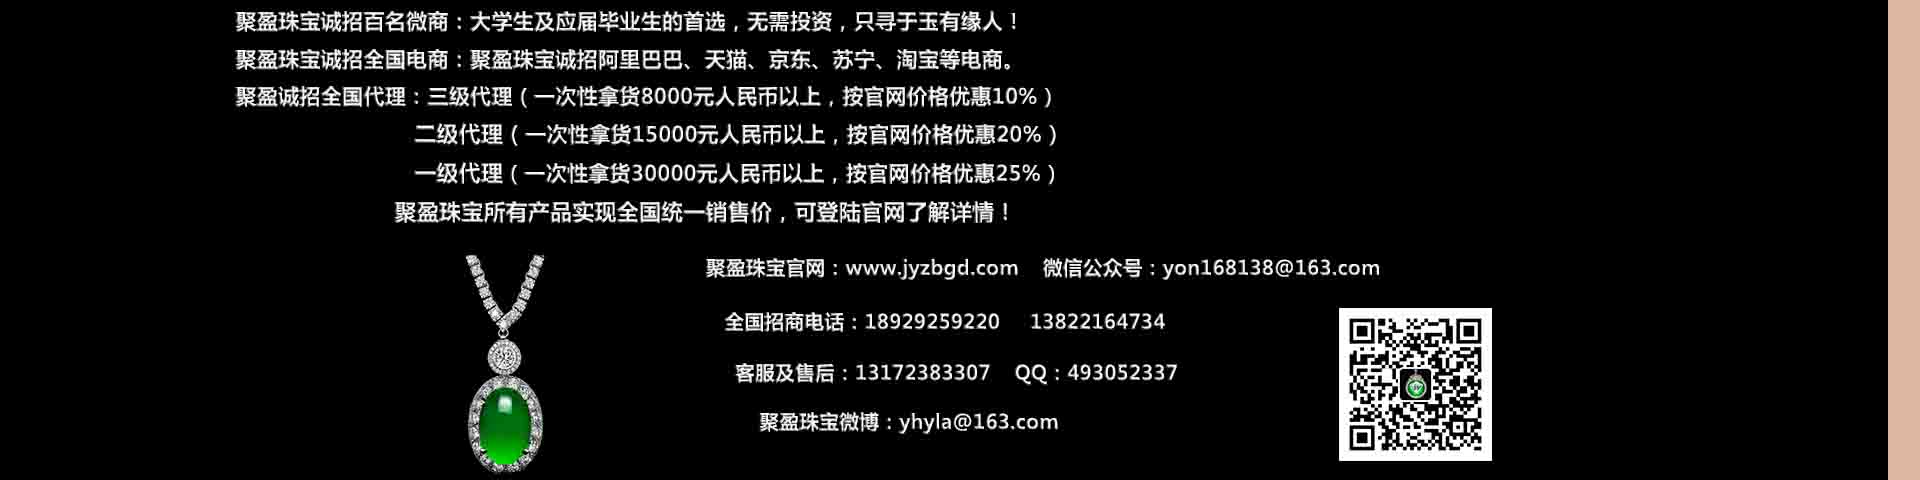 聚盈珠宝诚招百名微商：大学生及应届毕业生的首选，无需投资，只寻于玉有缘人！
聚盈珠宝诚招全国电商：聚盈珠宝诚招阿里巴巴、天猫、京东、苏宁、淘宝等电商。
聚盈诚招全国代理：三级代理（一次性拿货8000元人民币以上，按官网价格优惠10%）
二级代理（一次性拿货15000元人民币以上，按官网价格优惠20%）
一级代理（一次性拿货30000元人民币以上，按官网价格优惠25%）
聚盈珠宝所有产品实现全国统一销售价，可登陆官网了解详情！
聚盈珠宝官网：www.jyzbgd.com 微信公众号：yon168138@163.com
全国招商电话：18929259220 13822164734
客服及售后：13172383307 QQ：493052337
聚盈珠宝微博：yhyla@163.com